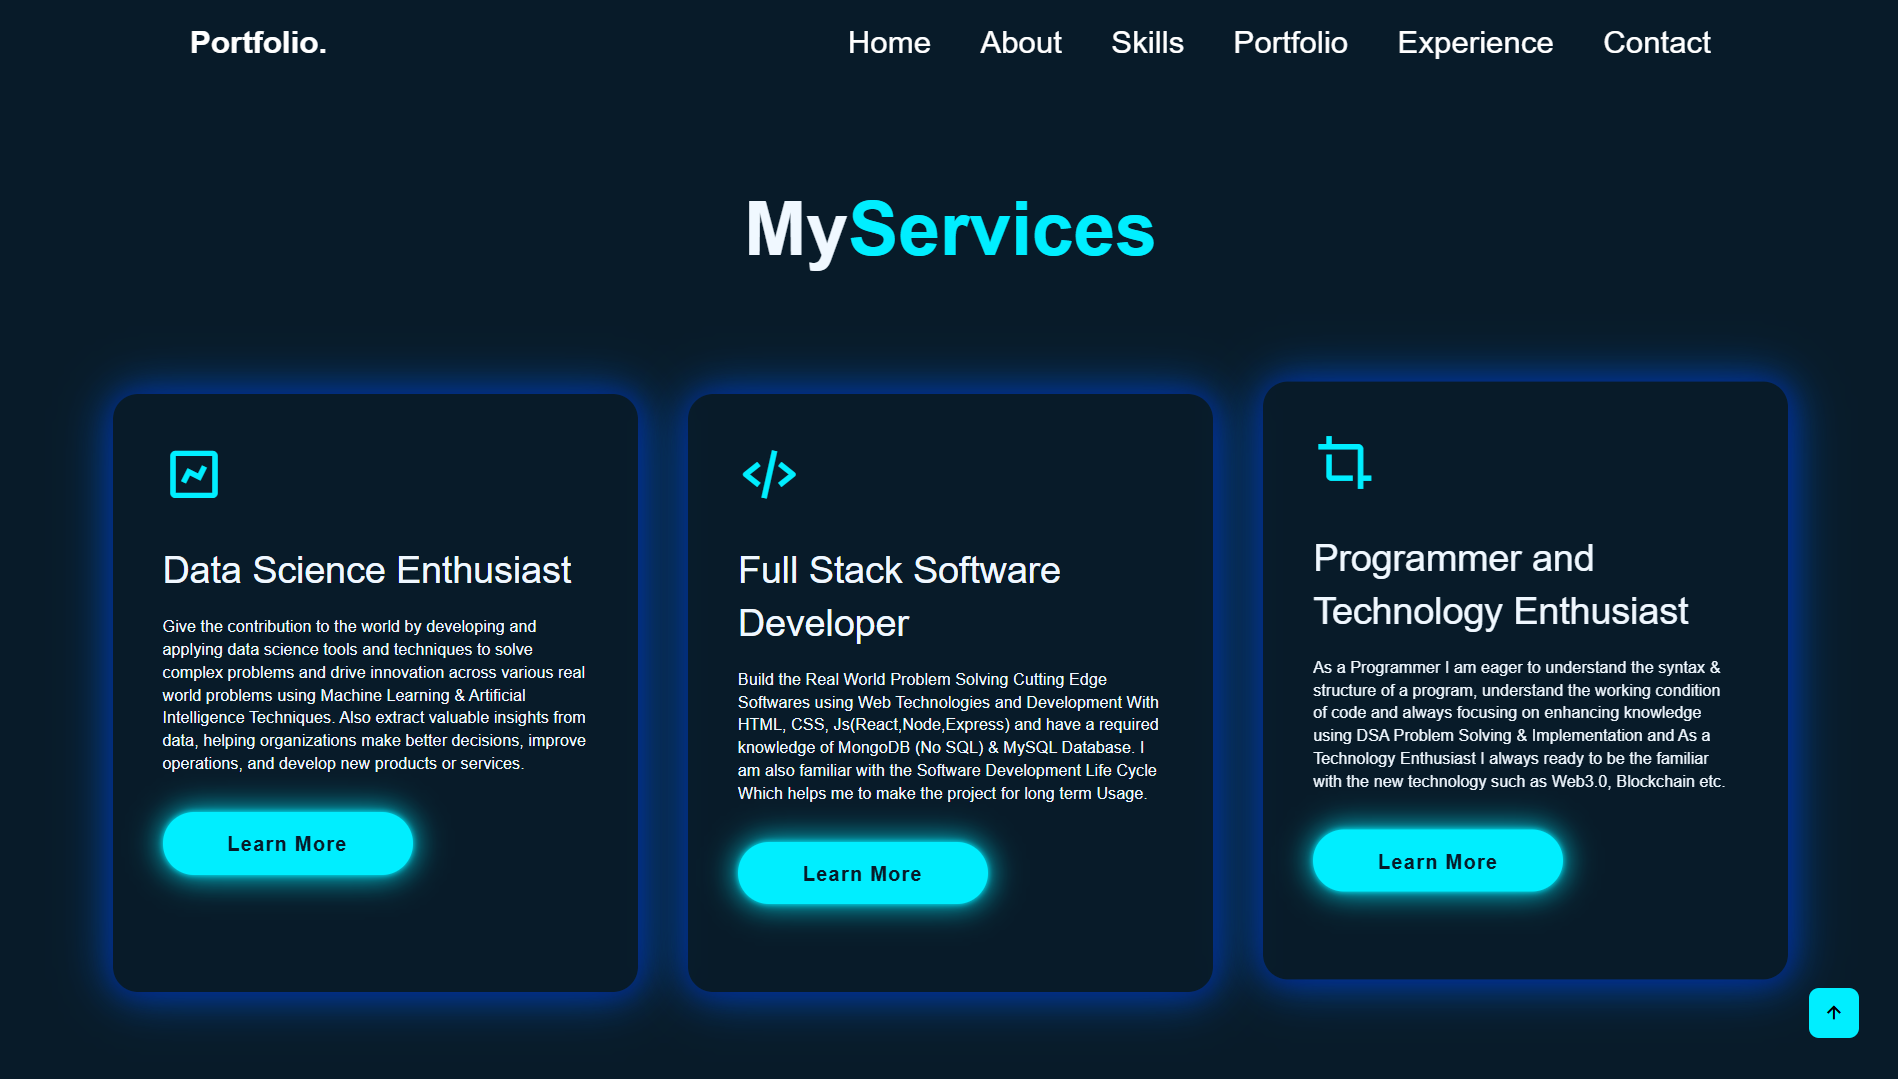 Portfolio.
Home About Skills Portfolio Experience Contact
MyServices
Data Science Enthusiast
Give the contribution to the world by developing and
applying data science tools and techniques to solve
complex problems and drive innovation across various real
world problems using Machine Learning & Artificial
Intelligence Techniques. Also extract valuable insights from
data, helping organizations make better decisions, improve
operations, and develop new products or services.
Learn More
Full Stack Software
Developer
Build the Real World Problem Solving Cutting Edge
Softwares using Web Technologies and Development With
HTML, CSS, Js(React,Node,Express) and have a required
knowledge of MongoDB (No SQL) & MySQL Database. I
am also familiar with the Software Development Life Cycle
Which helps me to make the project for long term Usage.
Learn More
Programmer and
Technology Enthusiast
As a Programmer I am eager to understand the syntax &
structure of a program, understand the working condition
of code and always focusing on enhancing knowledge
using DSA Problem Solving & Implementation and As a
Technology Enthusiast I always ready to be the familiar
with the new technology such as Web3.0, Blockchain etc.
Learn More